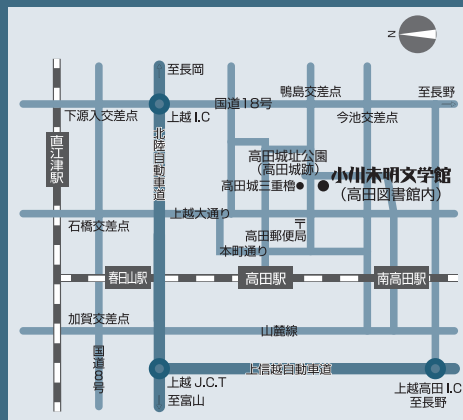 N
至長岡
鴨島交差点
至長野
国道18号
下源入交差点
上越 I.C
今池交差点
直江津駅
北陸自動車道
高田城址公園
（高田城跡）
小川未明文学館
高田城三重櫓
（高田図書館内）
上越大通り
石橋交差点
〒
高田郵便局
本町通り
春日山駅
高田駅
南高田駅
加賀交差点
山麓線
国道8号
上信越自動車道
上越 J.C.T
上越高田 I.C
至富山
至長野